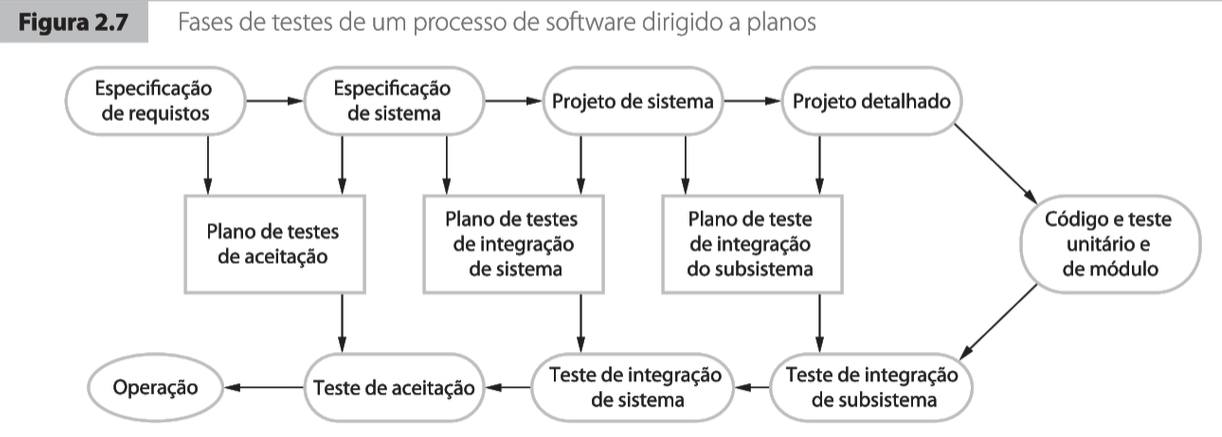 Figura 2.7 Fases de testes de um processo de software dirigido a planos
Especificação
de requistos
Especificação
de sistema
Projeto de sistema
Projeto detalhado
Plano de testes
de aceitação
Plano de testes
de integração
de sistema
Plano de teste
de integração
do subsistema
Código e teste
unitário e
de módulo
Operação
Teste de aceitação
Teste de integração
de sistema
Teste de integração
de subsistema